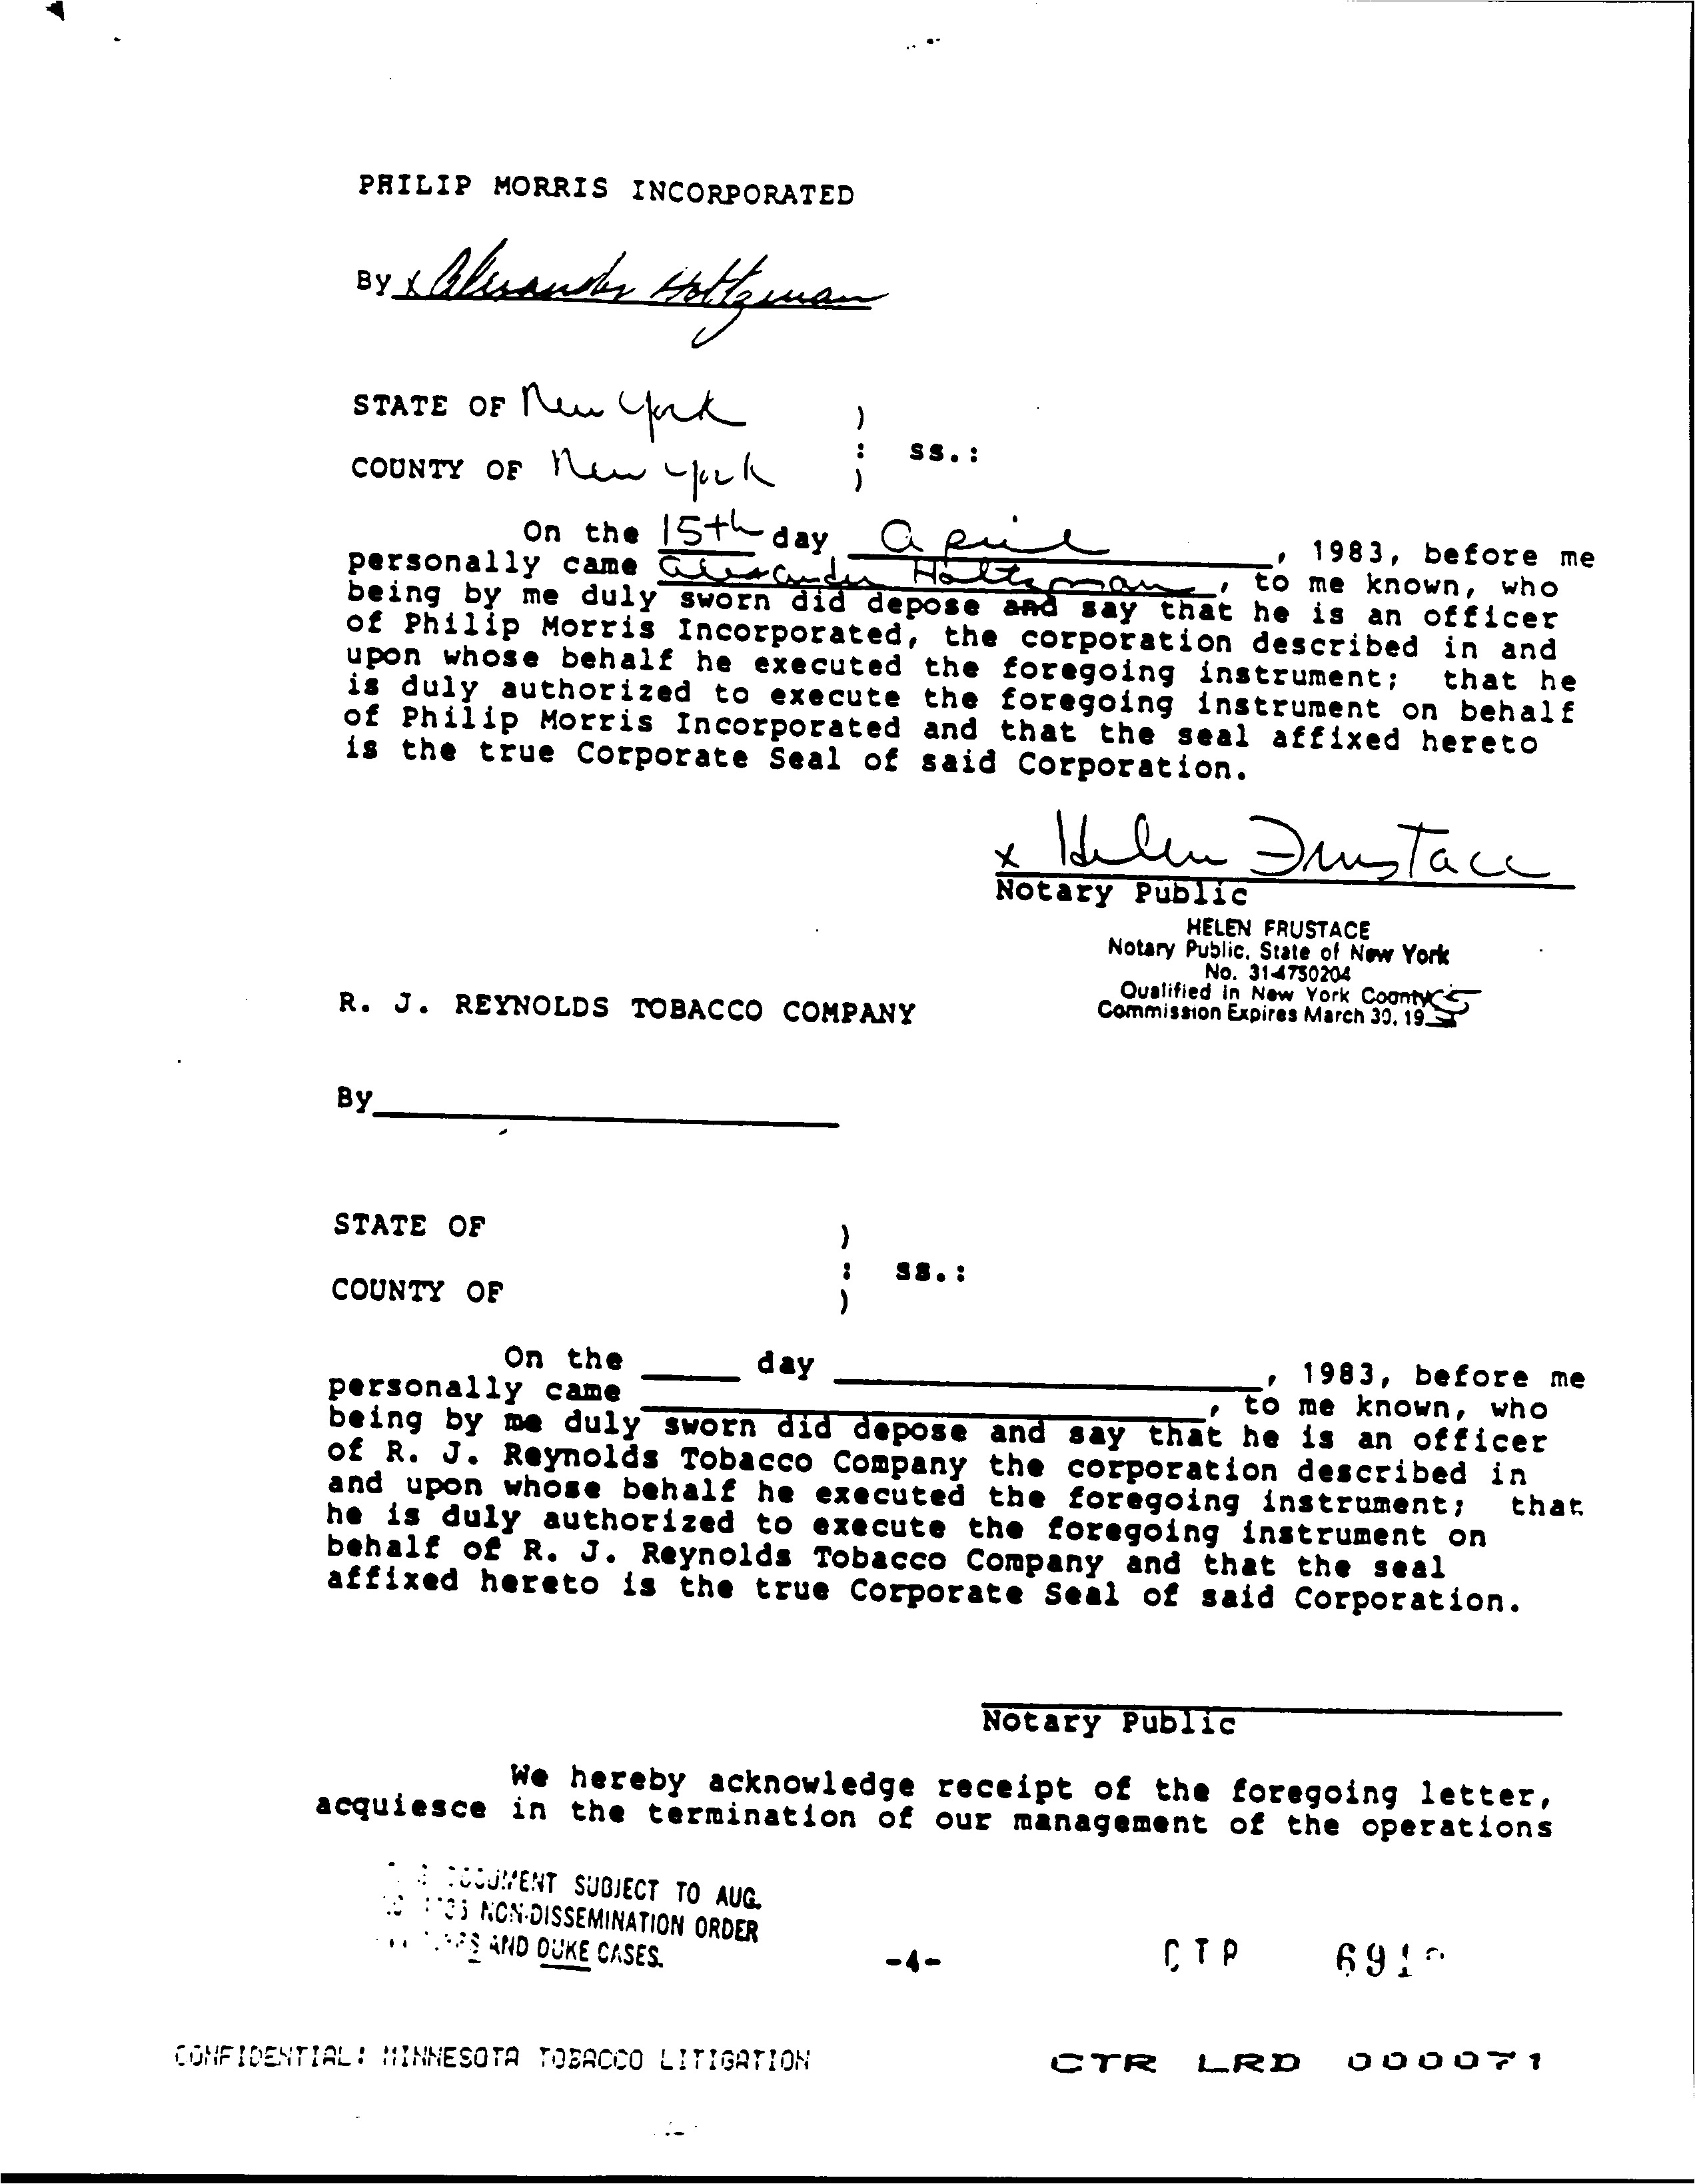 PHILIP MORRIS INCORPORATED
By x Alexander Holtzman
STATE OF New York )
: ss.:
COUNTY OF New York )
On the 15th day April, 1983, before me
personally came Alexander Holtzman, to me known, who
being by me duly sworn did depose and say that he is an officer
of Philip Morris Incorporated, the corporation described in and
upon whose behalf he executed the foregoing instrument; that he
is duly authorized to execute the foregoing instrument on behalf
of Philip Morris Incorporated and that the seal affixed hereto
is the true Corporate Seal of said Corporation.
x Helen Frustace
Notary Public
HELEN FRUSTACE
Notary Public, State of New York
No. 31-4750204
Qualified in New York County
Commission Expires March 30, 19
R. J. REYNOLDS TOBACCO COMPANY
By
STATE OF )
: ss.:
COUNTY OF )
On the day , 1983, before me
personally came , to me known, who
being by me duly sworn did depose and say that he is an officer
of R. J. Reynolds Tobacco Company the corporation described in
and upon whose behalf he executed the foregoing instrument; that
he is duly authorized to execute the foregoing instrument on
behalf of R. J. Reynolds Tobacco Company and that the seal
affixed hereto is the true Corporate Seal of said Corporation.
Notary Public
We hereby acknowledge receipt of the foregoing letter,
acquiesce in the termination of our management of the operations
DOCUMENT SUBJECT TO AUG.
NON-DISSEMINATION ORDER
AND DUKE CASES.
-4-
CTP
CONFIDENTIAL: MINNESOTA TOBACCO LITIGATION
CTR LRD 000071